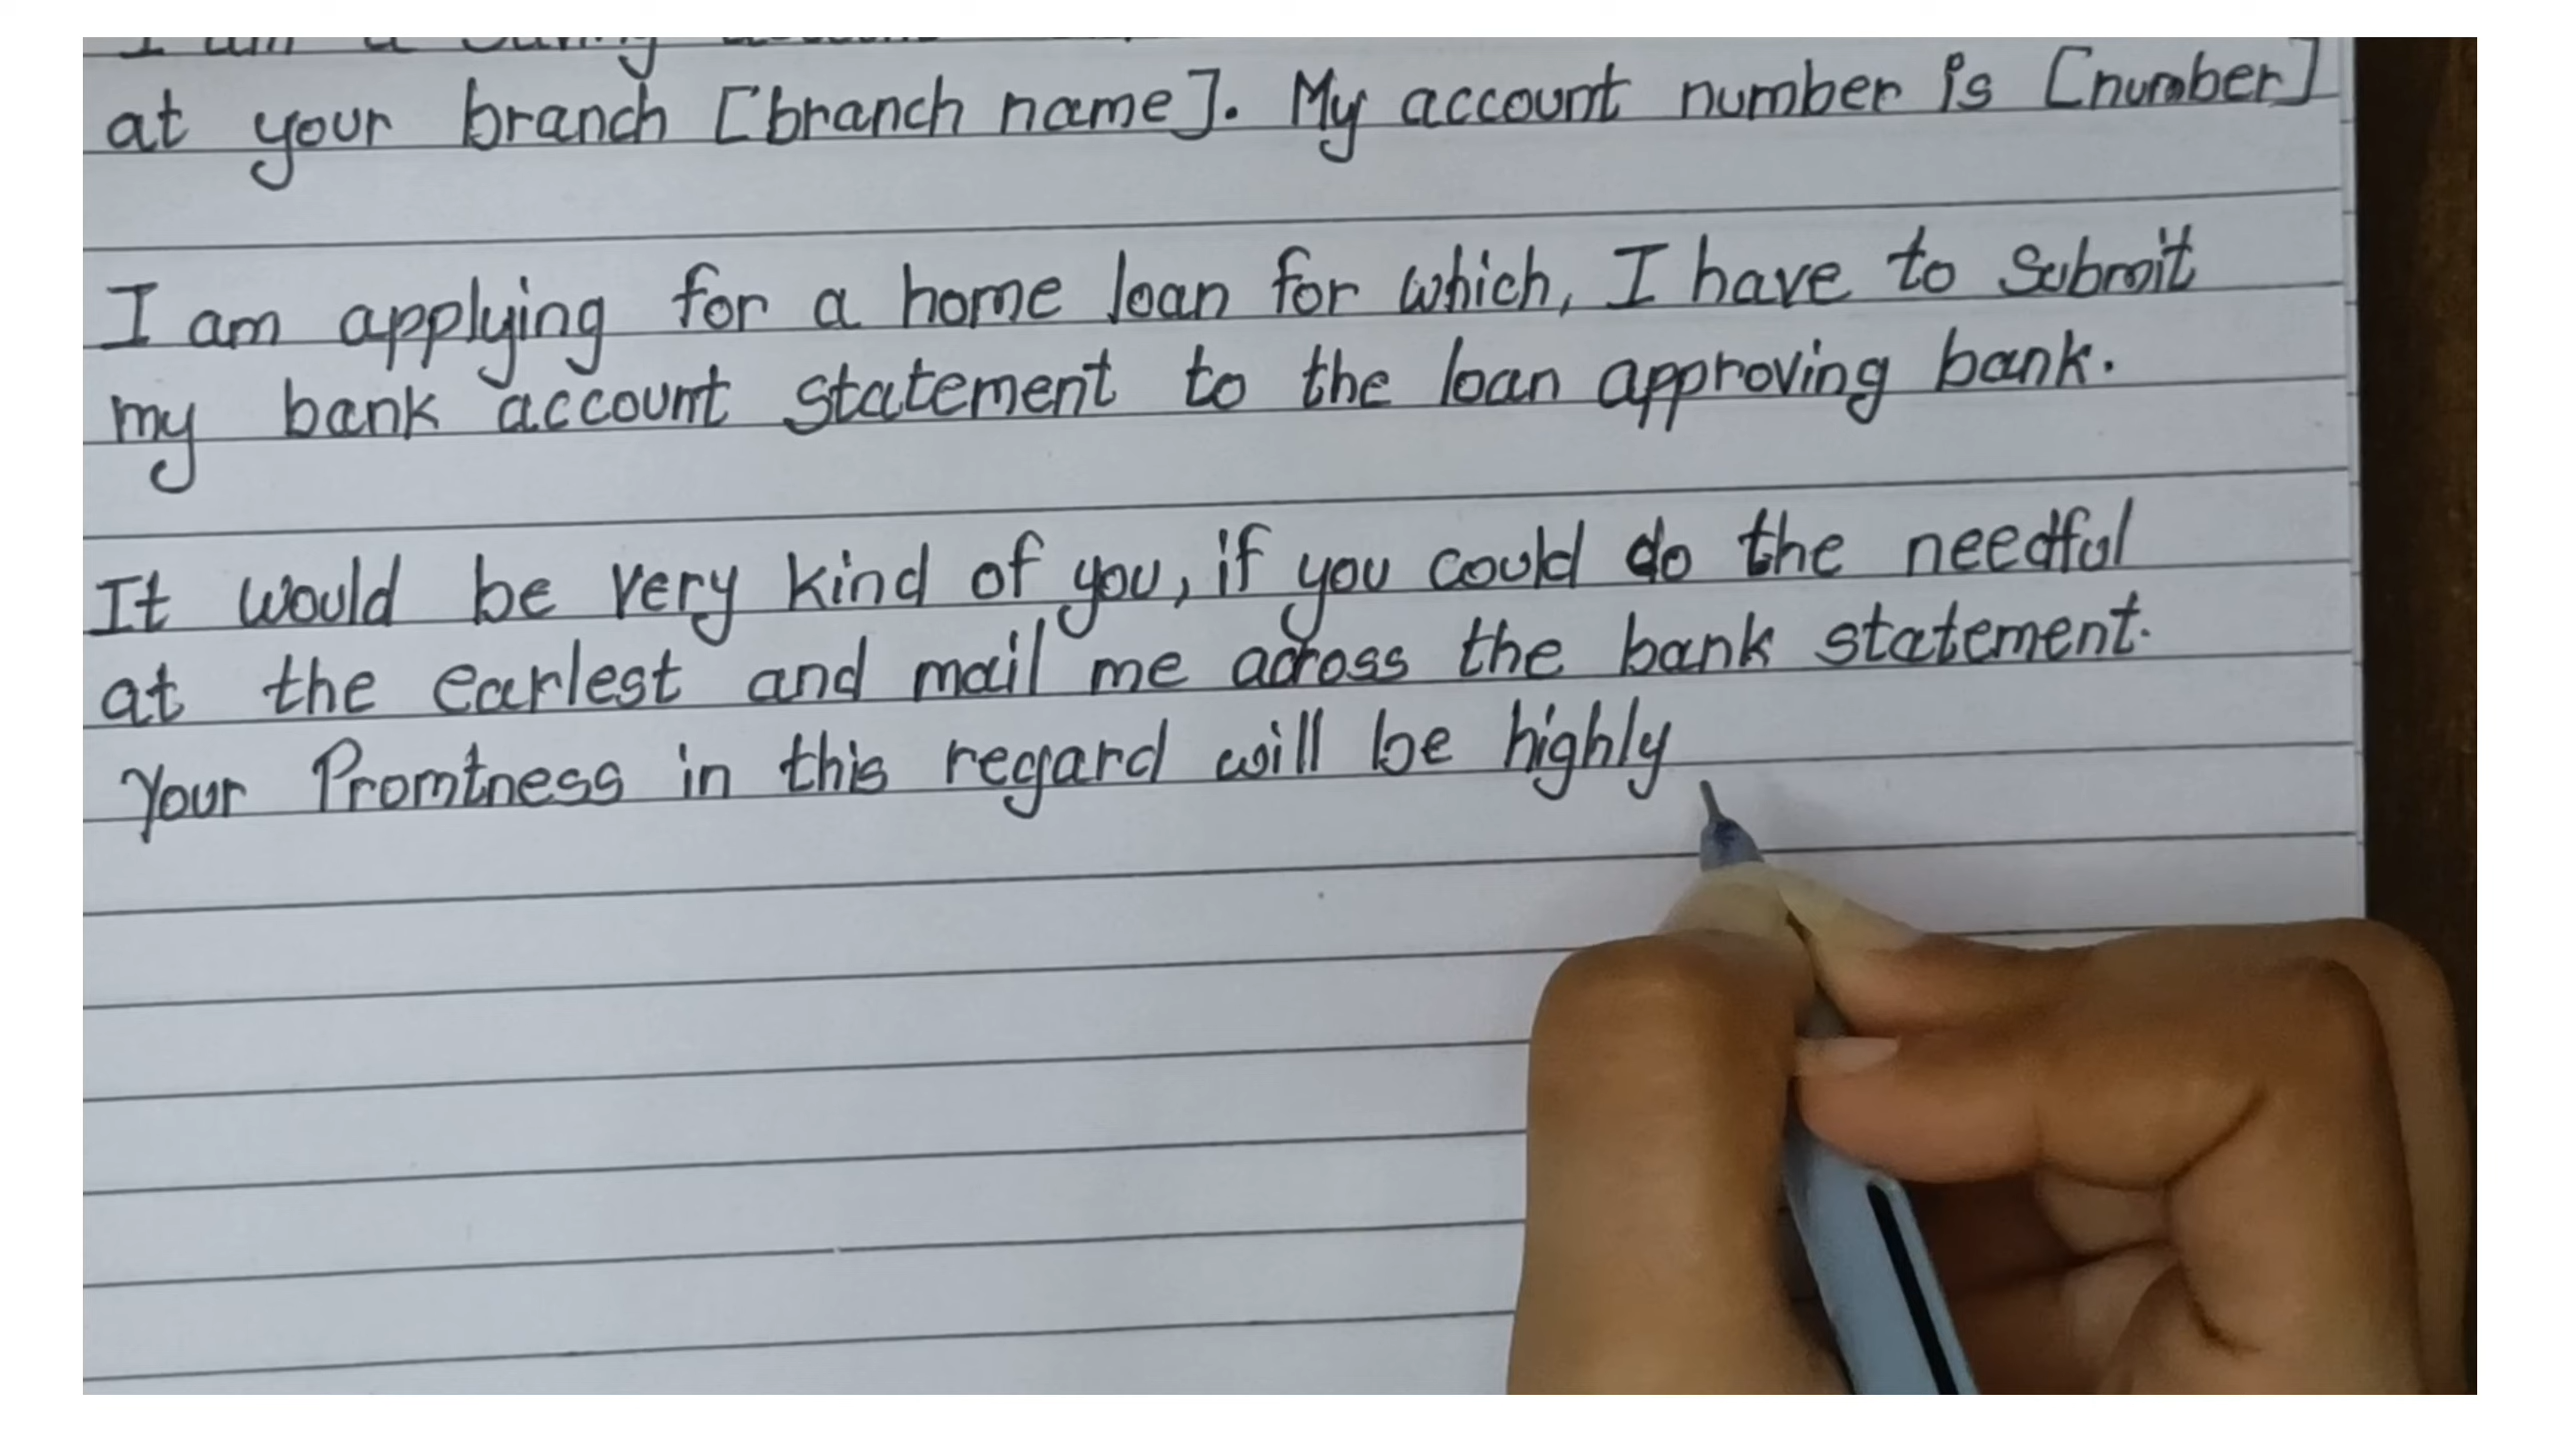 I am a Saving account
at your branch [branch name]. My account number is [number]
I am applying for a home loan for which, I have to Submit
my bank account statement to the loan approving bank.
It would be very kind of you, if you could do the needful
at the earlest and mail me across the bank statement.
Your Promtness in this regard will be highly